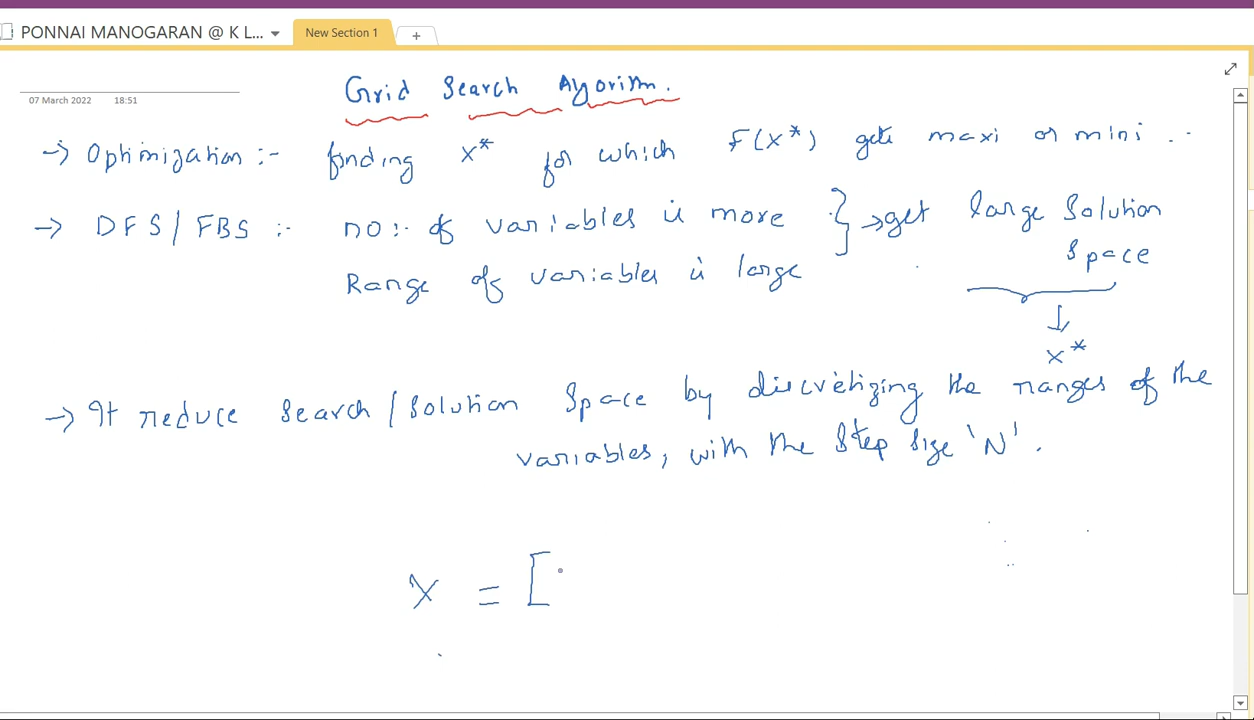 PONNAI MANOGARAN @ K L...
New Section 1
+
Grid Search Algorithm.
07 March 2022 18:51
→ Optimization :- finding x* for which F(x*) gets maxi or mini .
→ DFS/FBS :- no:. of variables is more } → get large Solution Space
Range of variables is large
↓
x*
→ It reduce Search/Solution Space by discretizing the ranges of the
variables, with the Step size 'N'.
X = [